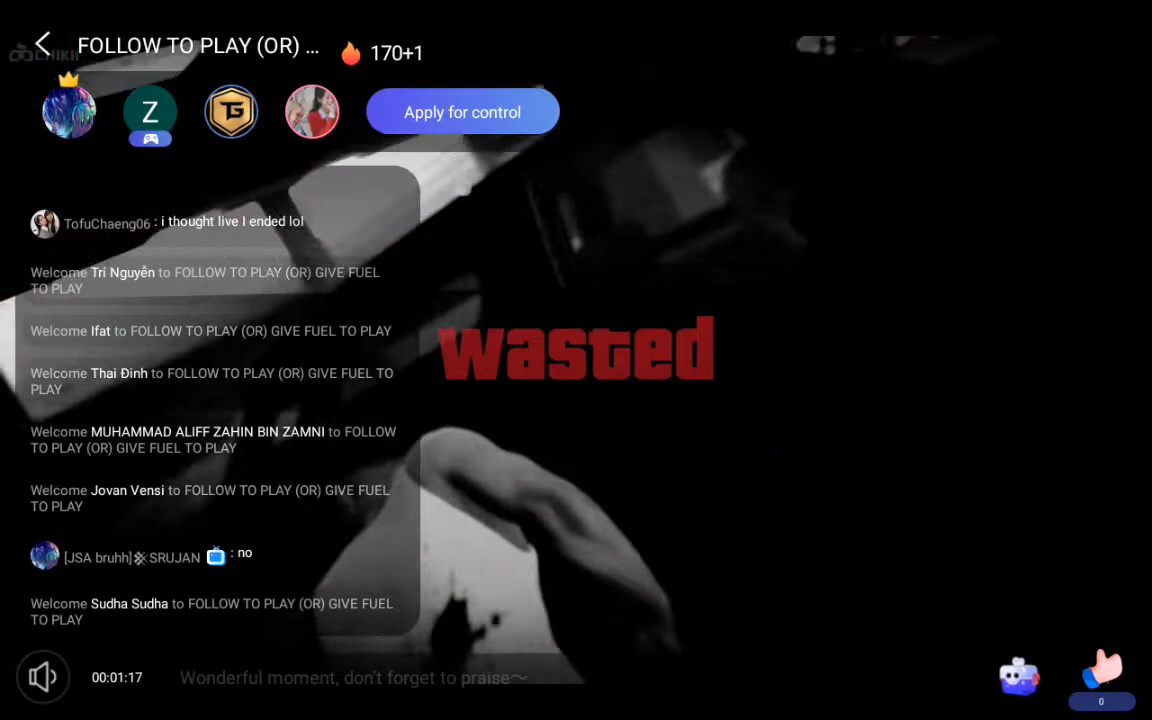 CHIKII
FOLLOW TO PLAY (OR) ...
170+1
Z
TG
Apply for control
TofuChaeng06 : i thought live I ended lol
Welcome Trí Nguyễn to FOLLOW TO PLAY (OR) GIVE FUEL
TO PLAY
Welcome Ifat to FOLLOW TO PLAY (OR) GIVE FUEL TO PLAY
Welcome Thai Đinh to FOLLOW TO PLAY (OR) GIVE FUEL TO
PLAY
Welcome MUHAMMAD ALIFF ZAHIN BIN ZAMNI to FOLLOW
TO PLAY (OR) GIVE FUEL TO PLAY
Welcome Jovan Vensi to FOLLOW TO PLAY (OR) GIVE FUEL
TO PLAY
[JSA bruhh]※SRUJAN : no
Welcome Sudha Sudha to FOLLOW TO PLAY (OR) GIVE FUEL
TO PLAY
wasted
00:01:17
Wonderful moment, don't forget to praise～
0